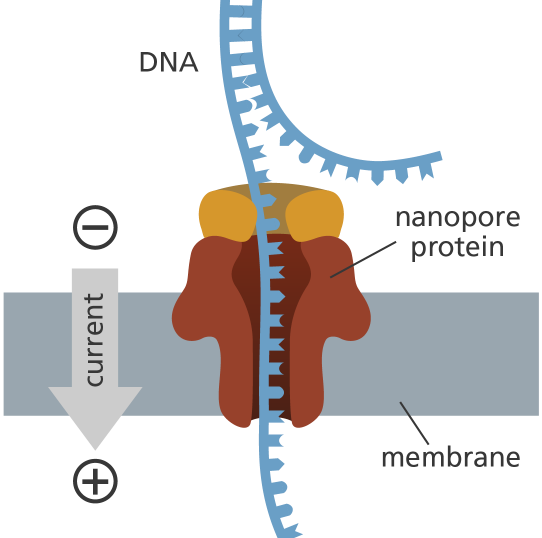 DNA
nanopore
protein
current
membrane